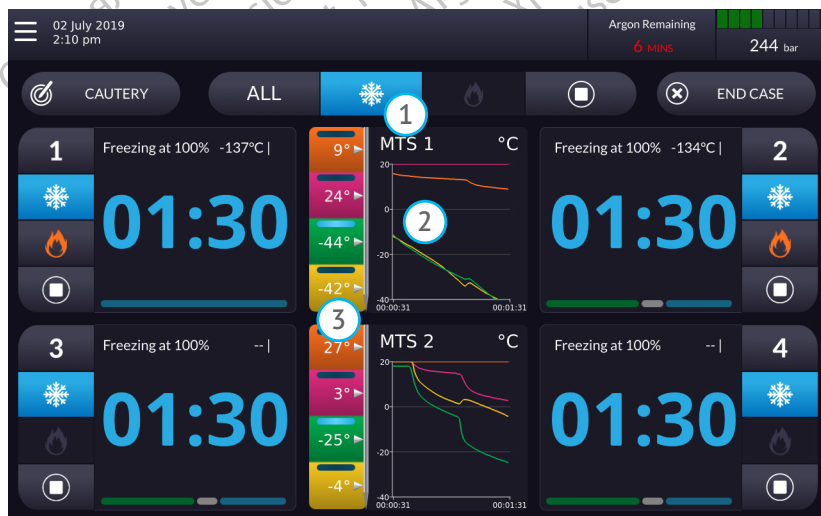 02 July 2019
2:10 pm
Argon Remaining
6 MINS
244 bar
CAUTERY
ALL
END CASE
1
1
Freezing at 100% -137°C |
01:30
9°
24°
-44°
-42°
MTS 1 °C
20
0
-20
-40
00:00:31 00:01:31
2
Freezing at 100% -134°C |
01:30
2
3
3
Freezing at 100% -- |
01:30
27°
3°
-25°
-4°
MTS 2 °C
20
0
-20
-40
00:00:31 00:01:31
Freezing at 100% -- |
01:30
4